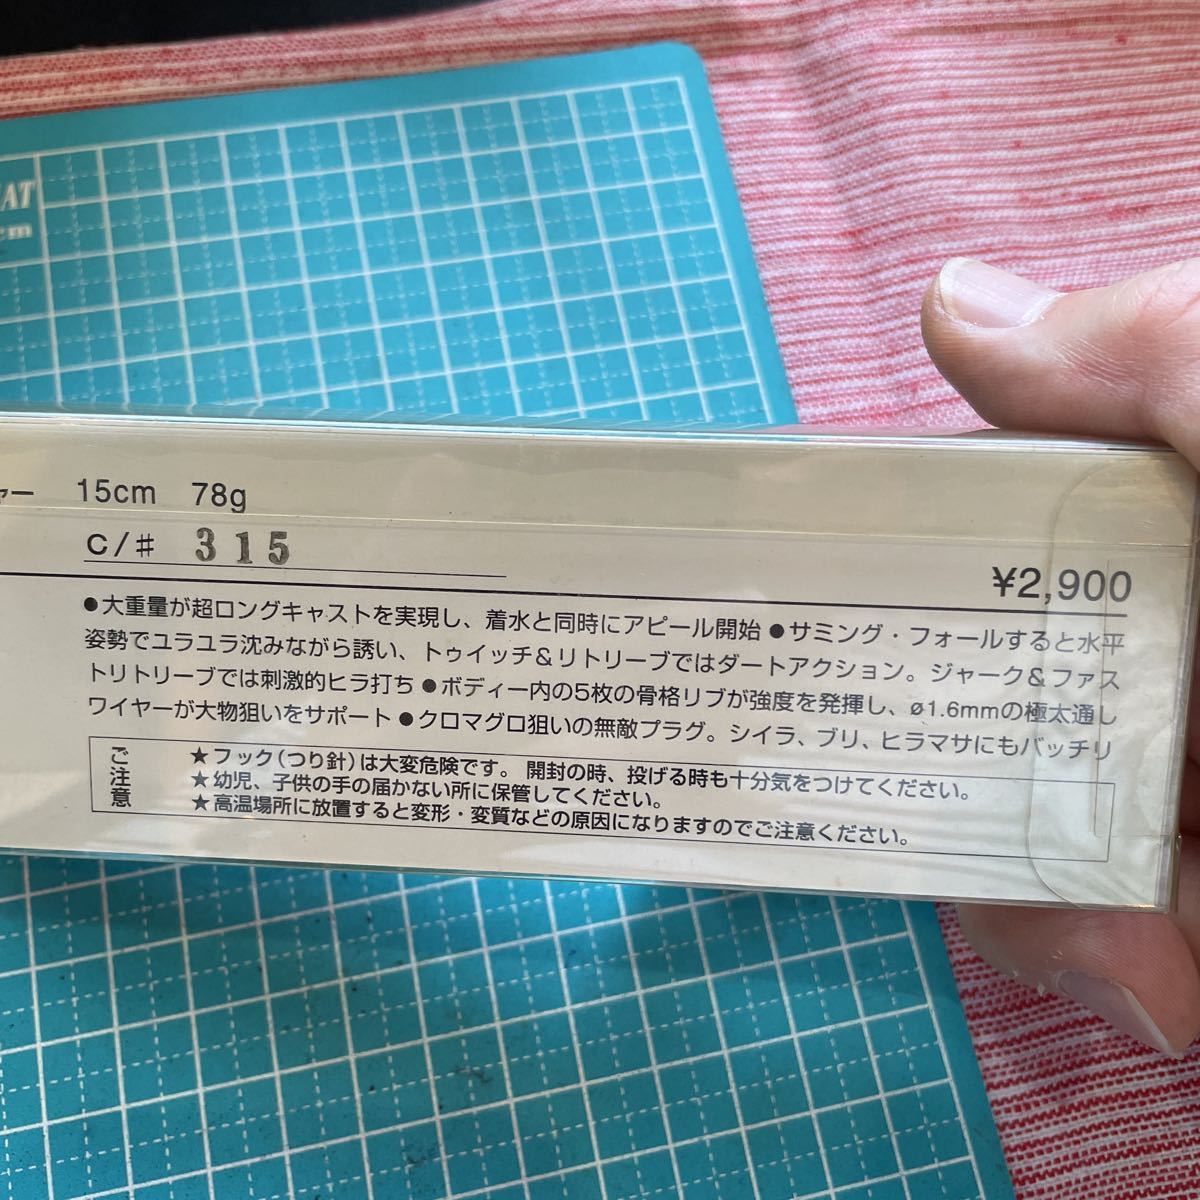 AT
cm
ャー 15cm 78g
C/# 315
¥2,900
●大重量が超ロングキャストを実現し、着水と同時にアピール開始●サミング・フォールすると水平
姿勢でユラユラ沈みながら誘い、トゥイッチ&リトリーブではダートアクション。ジャーク&ファス
トリトリーブでは刺激的ヒラ打ち●ボディー内の5枚の骨格リブが強度を発揮し、ø1.6mmの極太通し
ワイヤーが大物狙いをサポート●クロマグロ狙いの無敵プラグ。シイラ、ブリ、ヒラマサにもバッチリ
ご注意
★フック(つり針)は大変危険です。開封の時、投げる時も十分気をつけてください。
★幼児、子供の手の届かない所に保管してください。
★高温場所に放置すると変形・変質などの原因になりますのでご注意ください。